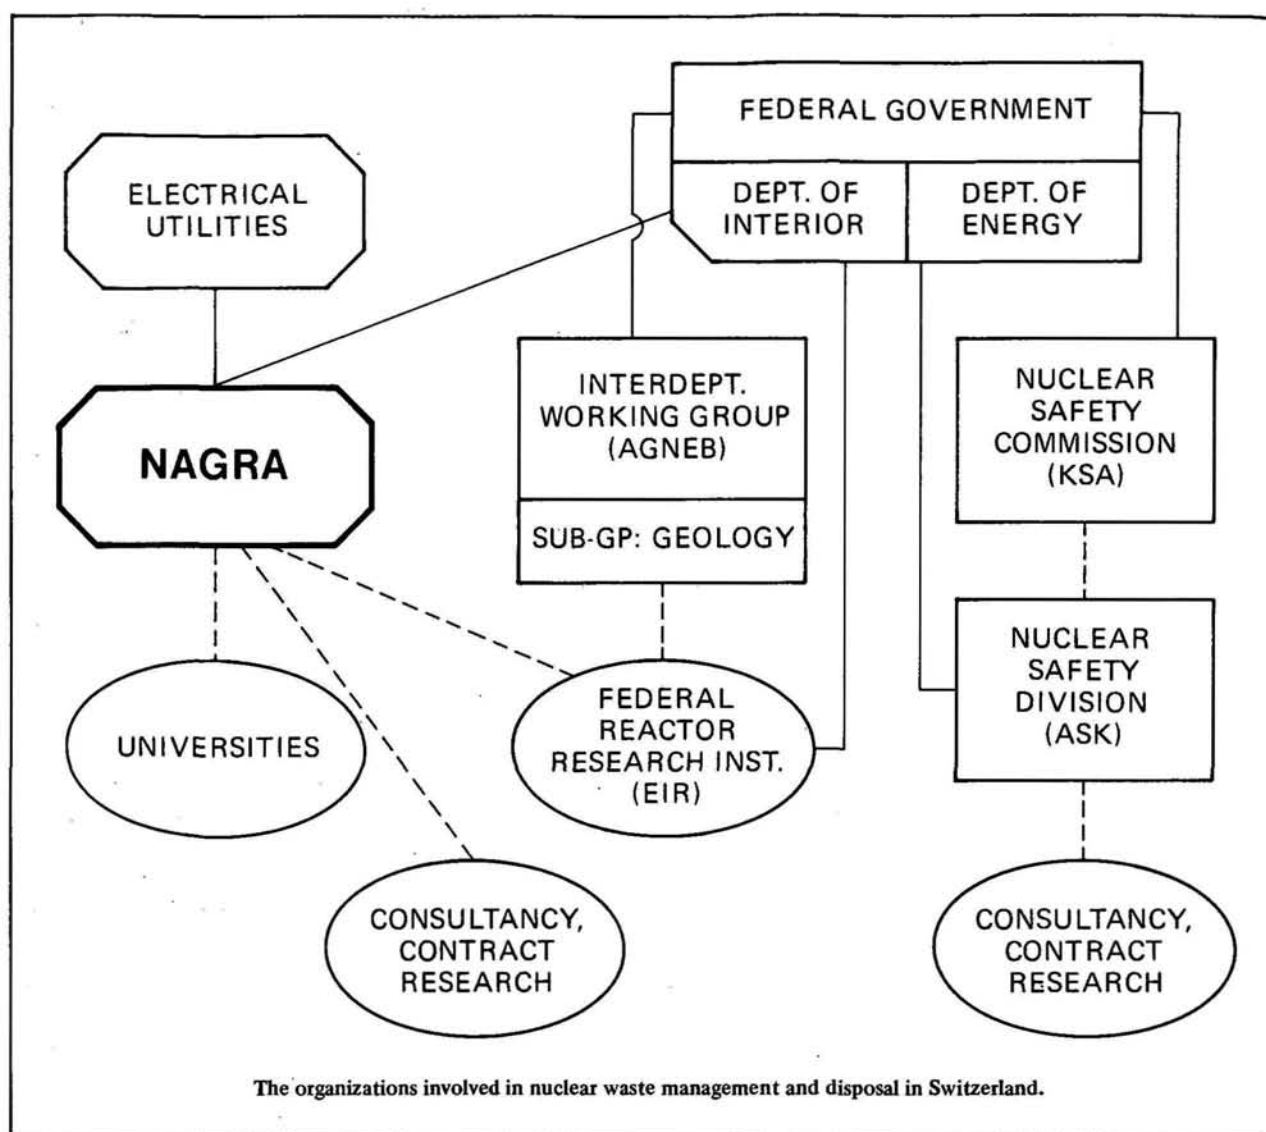 FEDERAL GOVERNMENT
DEPT. OF
INTERIOR
DEPT. OF
ENERGY
ELECTRICAL
UTILITIES
NAGRA
INTERDEPT.
WORKING GROUP
(AGNEB)
SUB-GP: GEOLOGY
NUCLEAR
SAFETY
COMMISSION
(KSA)
NUCLEAR
SAFETY
DIVISION
(ASK)
UNIVERSITIES
FEDERAL
REACTOR
RESEARCH INST.
(EIR)
CONSULTANCY,
CONTRACT
RESEARCH
CONSULTANCY,
CONTRACT
RESEARCH
The organizations involved in nuclear waste management and disposal in Switzerland.